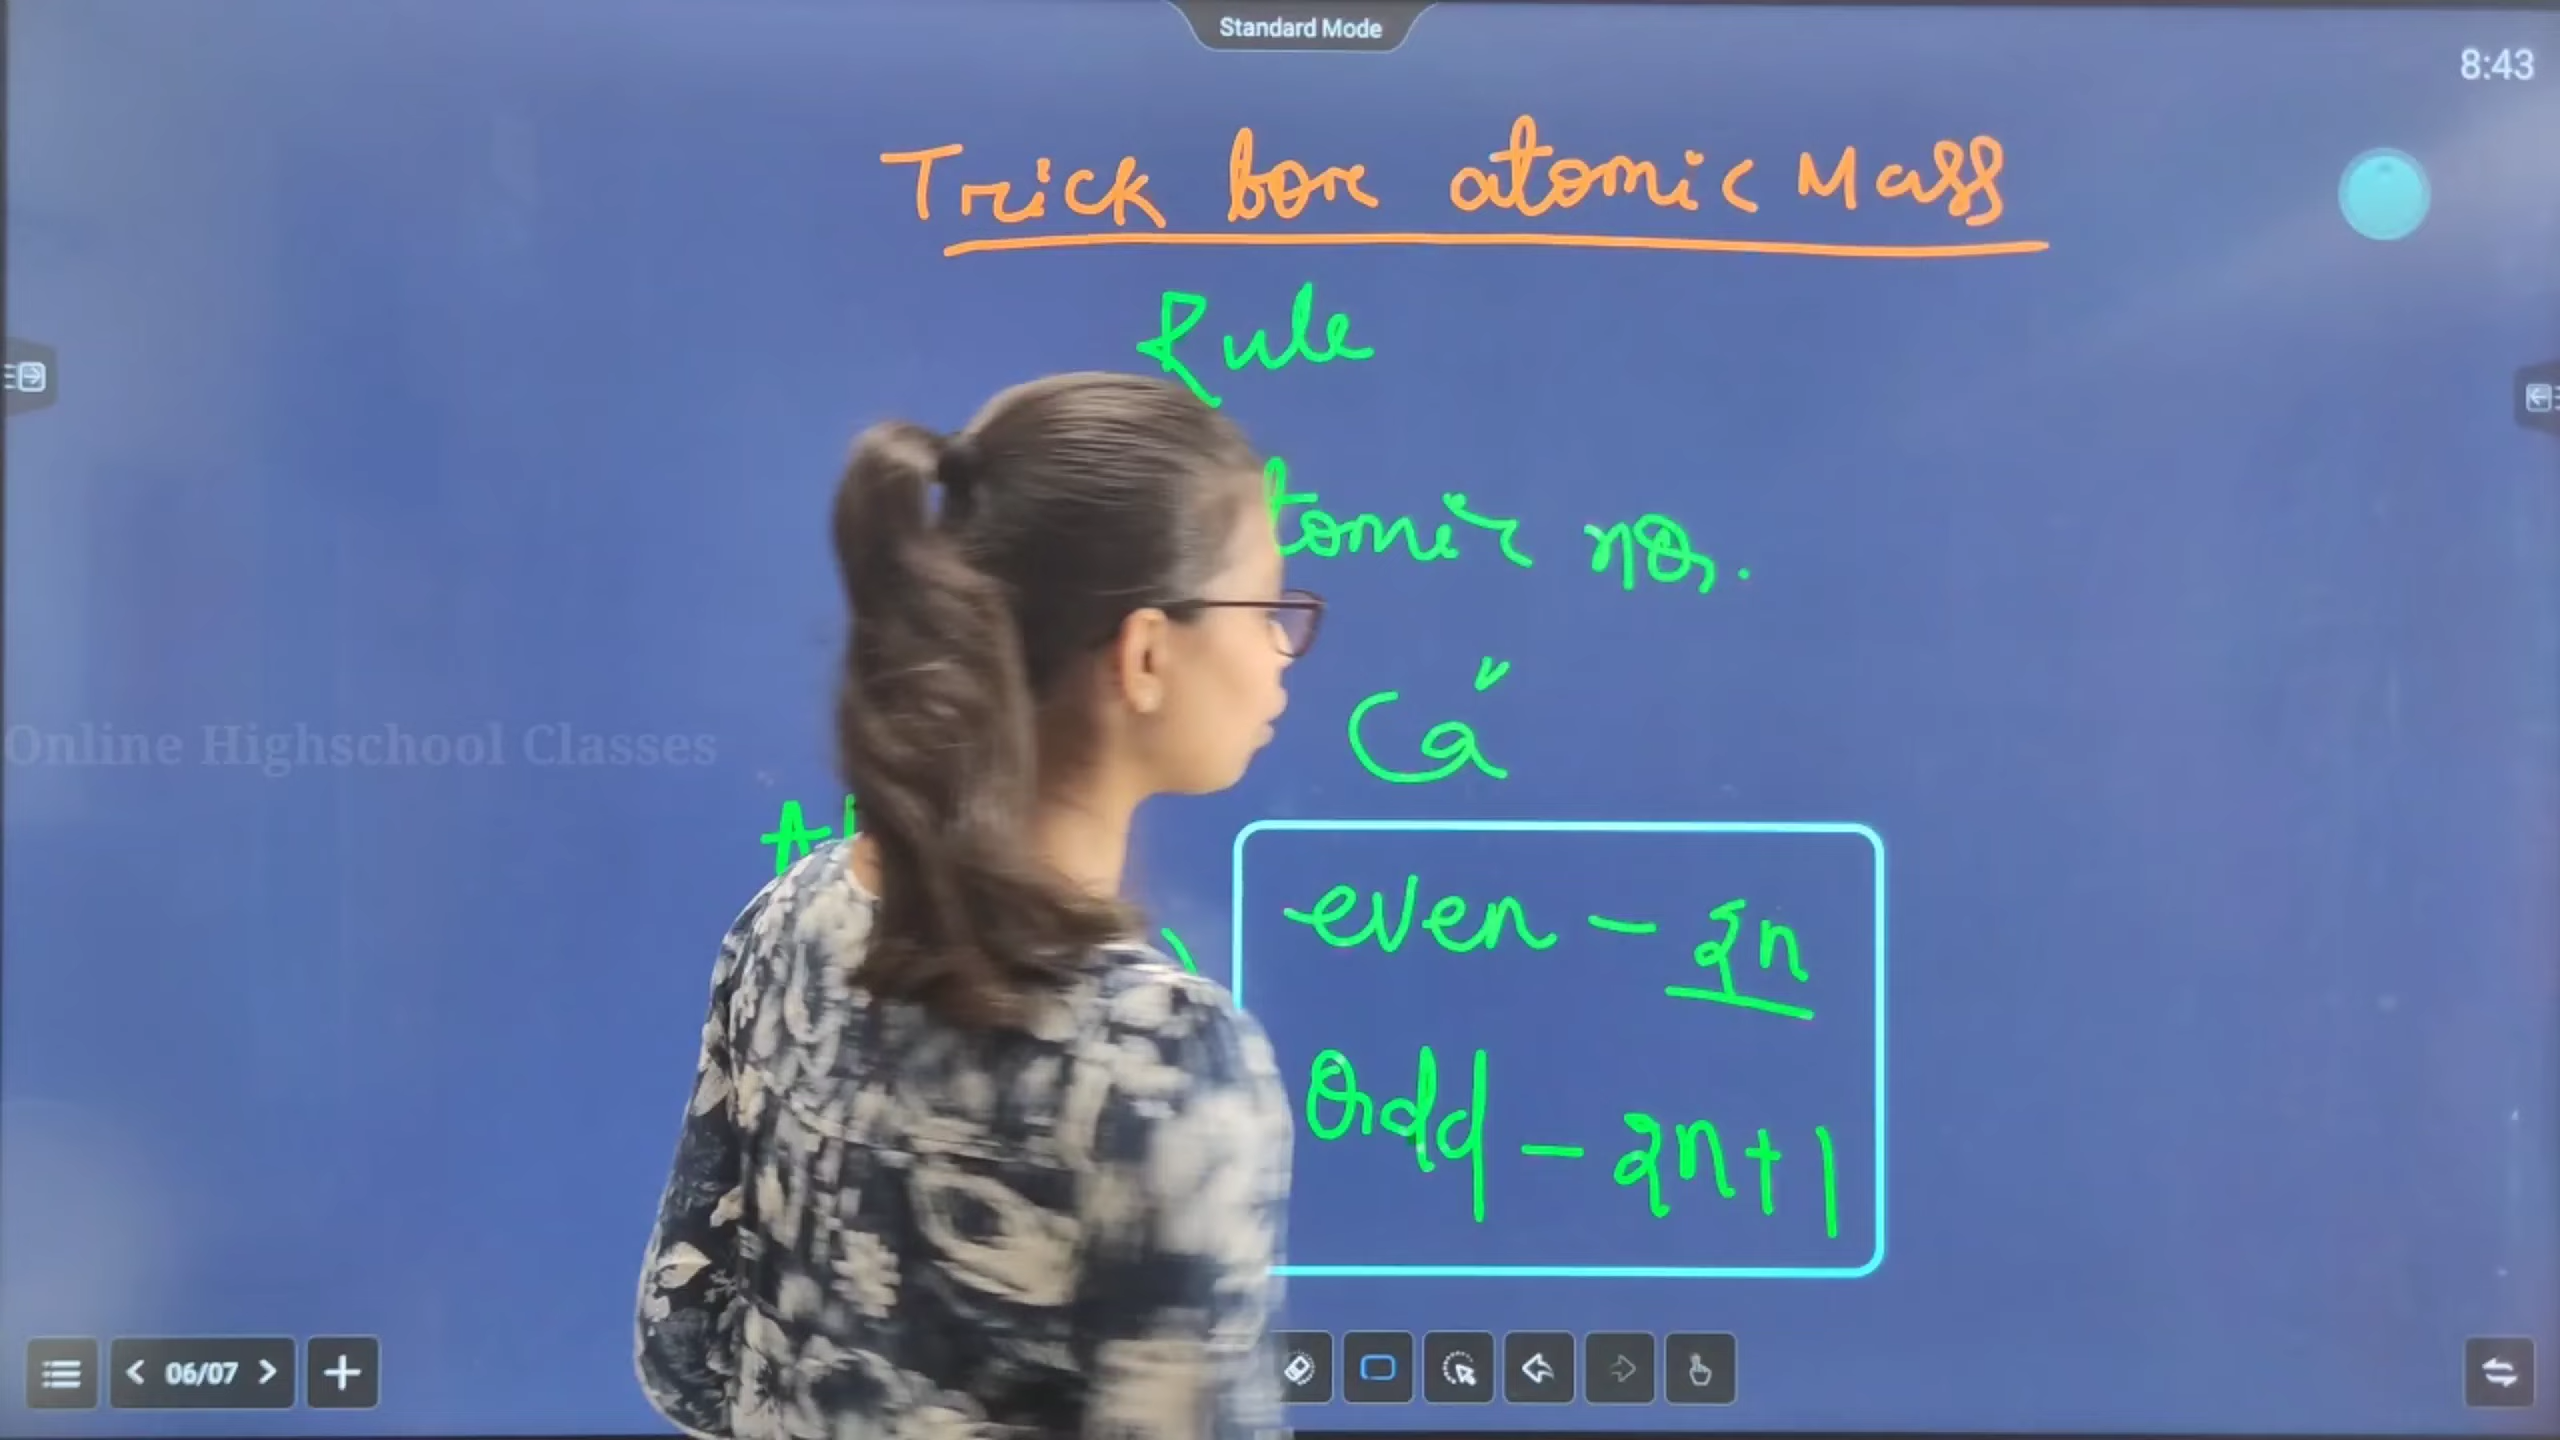 Standard Mode
8:43
Trick for atomic Mass
Rule
tomic no.
Ca
Online Highschool Classes
even - 2n
Odd - 2n+1
06/07